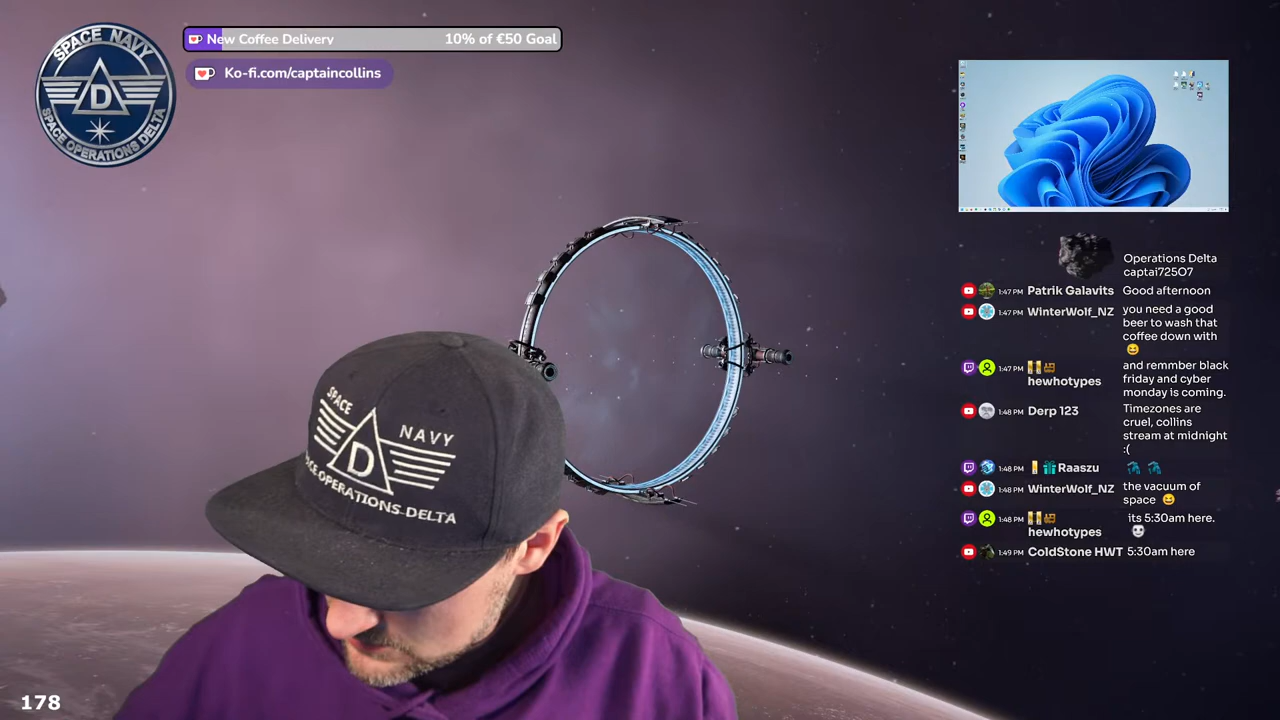 SPACE NAVY
D
SPACE OPERATIONS DELTA
New Coffee Delivery
10% of €50 Goal
Ko-fi.com/captaincollins
SPACE
NAVY
D
SPACE-OPERATIONS-DELTA
Operations Delta
captai725O7
1:47 PM Patrik Galavits Good afternoon
1:47 PM WinterWolf_NZ you need a good
beer to wash that
coffee down with
😄
1:47 PM hewhotypes and remmber black
friday and cyber
monday is coming.
1:48 PM Derp 123 Timezones are
cruel, collins
stream at midnight
:(
1:48 PM Raaszu
1:48 PM WinterWolf_NZ the vacuum of
space 😄
1:48 PM hewhotypes its 5:30am here.
1:49 PM ColdStone HWT 5:30am here
178